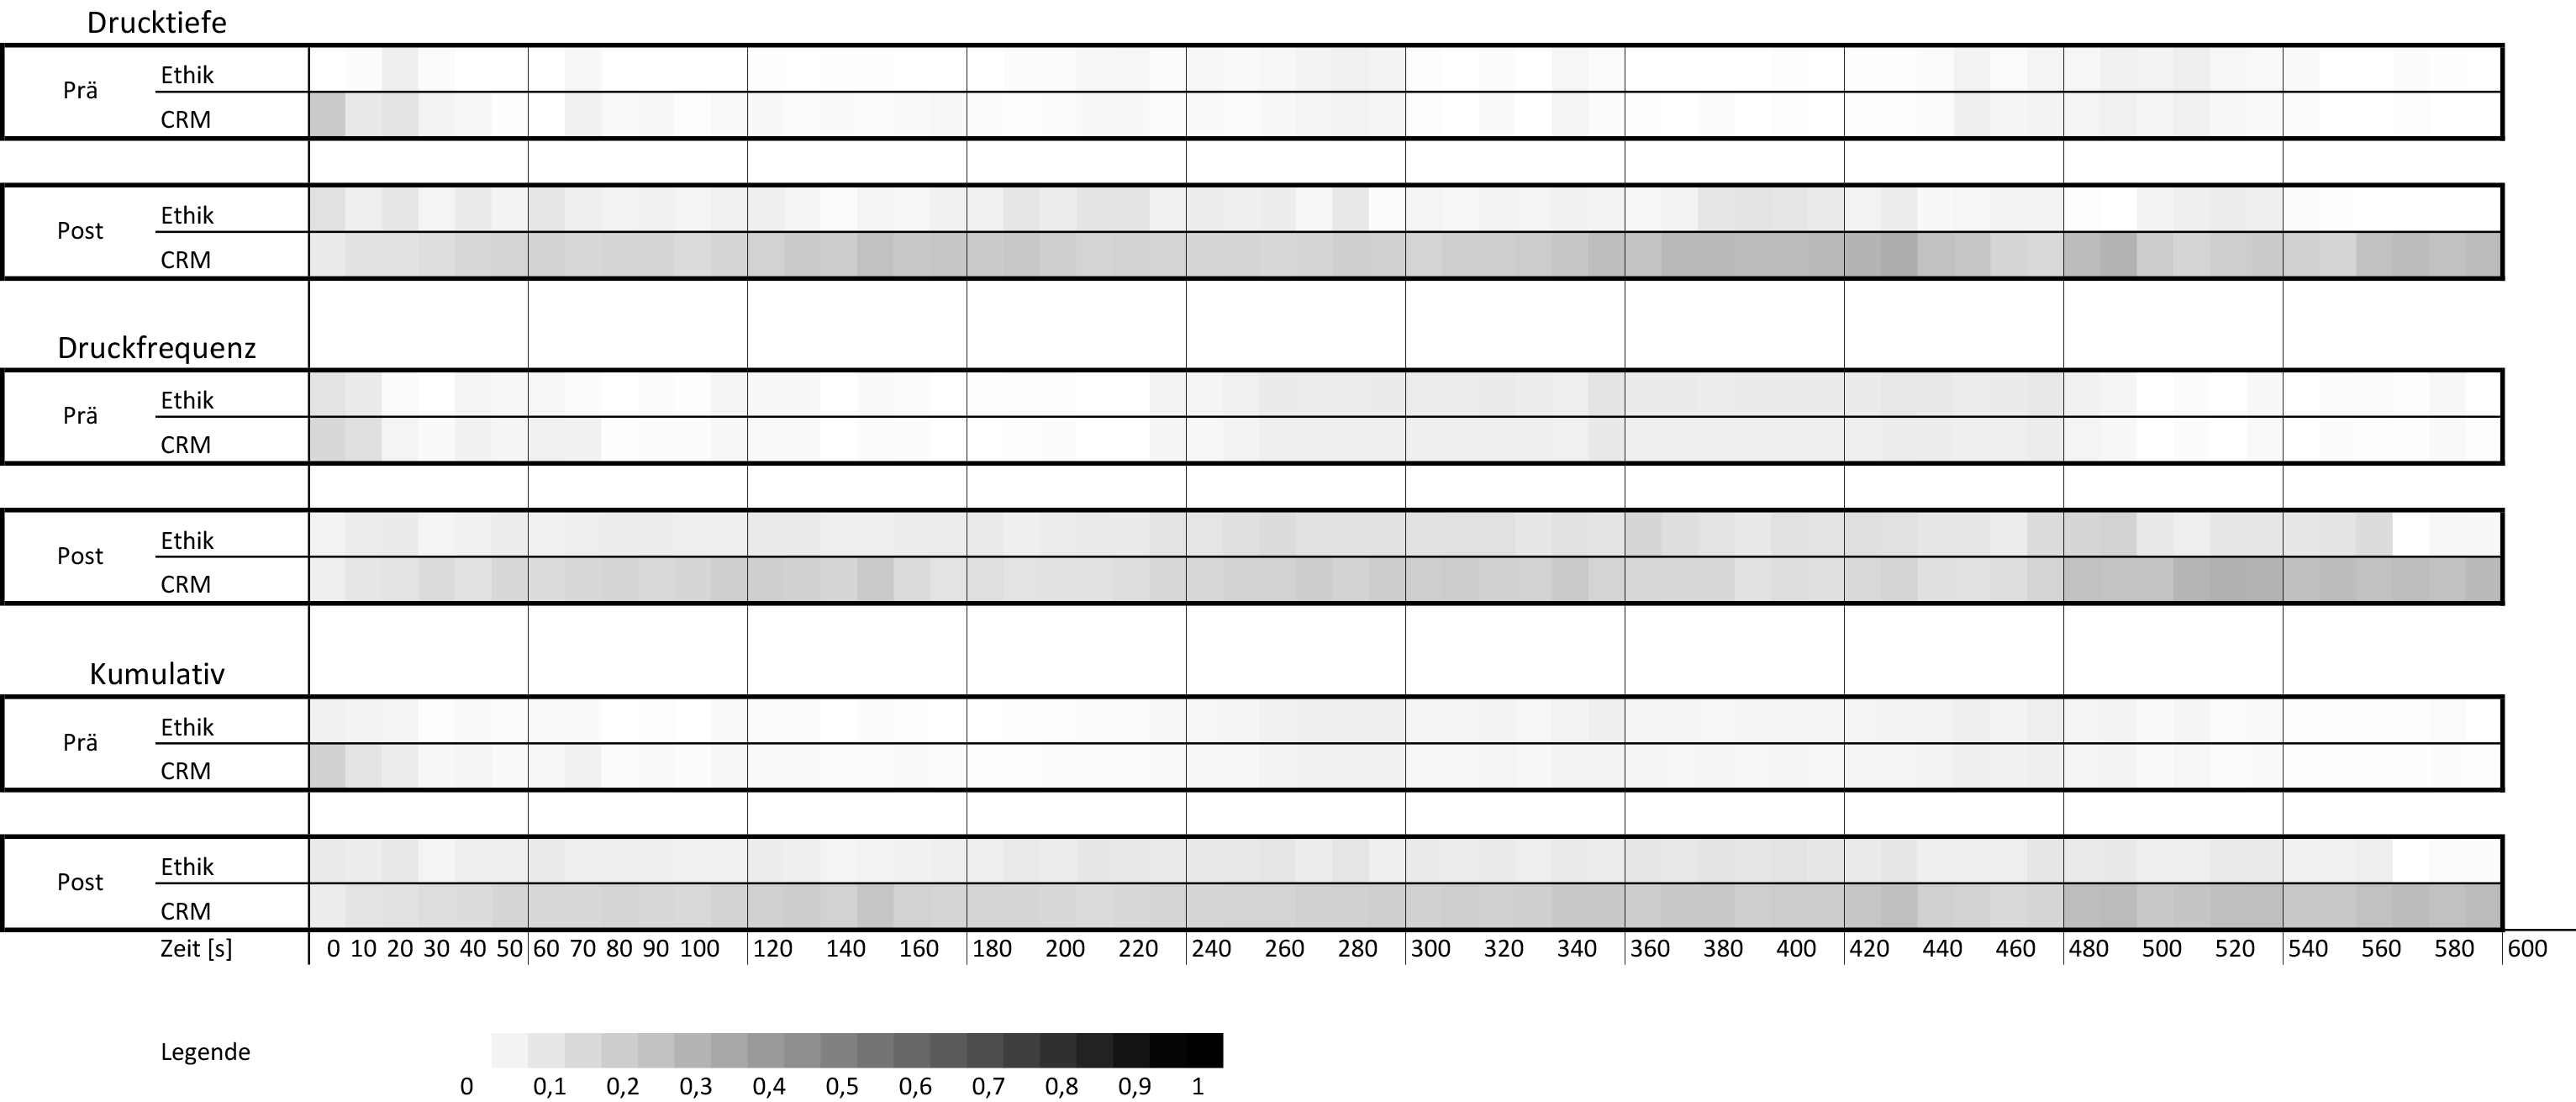 Drucktiefe
Prä
Ethik
CRM
Post
Ethik
CRM
Druckfrequenz
Prä
Ethik
CRM
Post
Ethik
CRM
Kumulativ
Prä
Ethik
CRM
Post
Ethik
CRM
Zeit [s] 0 10 20 30 40 50 60 70 80 90 100 120 140 160 180 200 220 240 260 280 300 320 340 360 380 400 420 440 460 480 500 520 540 560 580 600
Legende
0 0,1 0,2 0,3 0,4 0,5 0,6 0,7 0,8 0,9 1